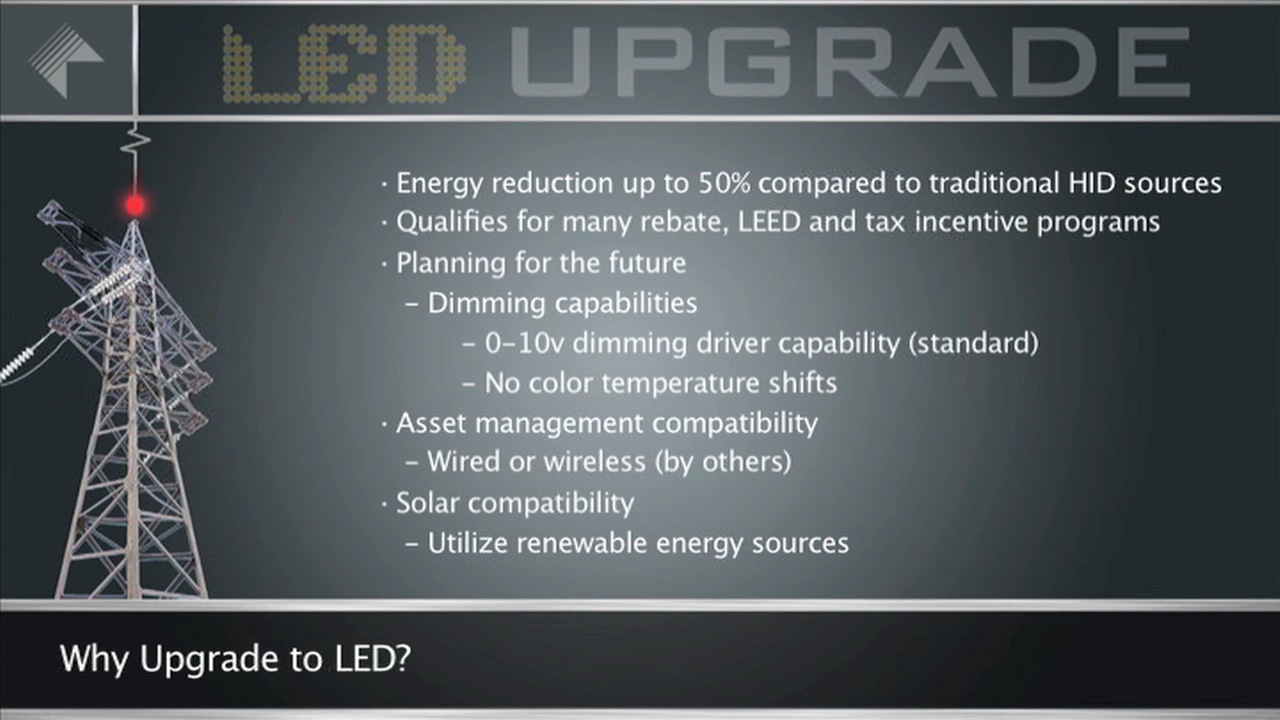 LED UPGRADE
· Energy reduction up to 50% compared to traditional HID sources
· Qualifies for many rebate, LEED and tax incentive programs
· Planning for the future
– Dimming capabilities
– 0–10v dimming driver capability (standard)
– No color temperature shifts
· Asset management compatibility
– Wired or wireless (by others)
· Solar compatibility
– Utilize renewable energy sources
Why Upgrade to LED?